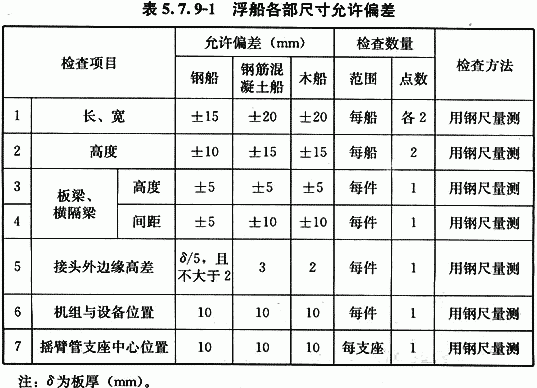 表 5.7.9-1 浮船各部尺寸允许偏差
检查项目 允许偏差（mm） 检查数量 检查方法
钢船 钢筋混凝土船 木船 范围 点数
1 长、宽 ±15 ±20 ±20 每船 各 2 用钢尺量测
2 高度 ±10 ±15 ±15 每船 2 用钢尺量测
3 板梁、横隔梁 高度 ±5 ±5 ±5 每件 1 用钢尺量测
4 间距 ±5 ±10 ±10 每件 1 用钢尺量测
5 接头外边缘高差 δ/5，且不大于 2 3 2 每件 1 用钢尺量测
6 机组与设备位置 10 10 10 每件 1 用钢尺量测
7 摇臂管支座中心位置 10 10 10 每支座 1 用钢尺量测
注：δ为板厚（mm）。